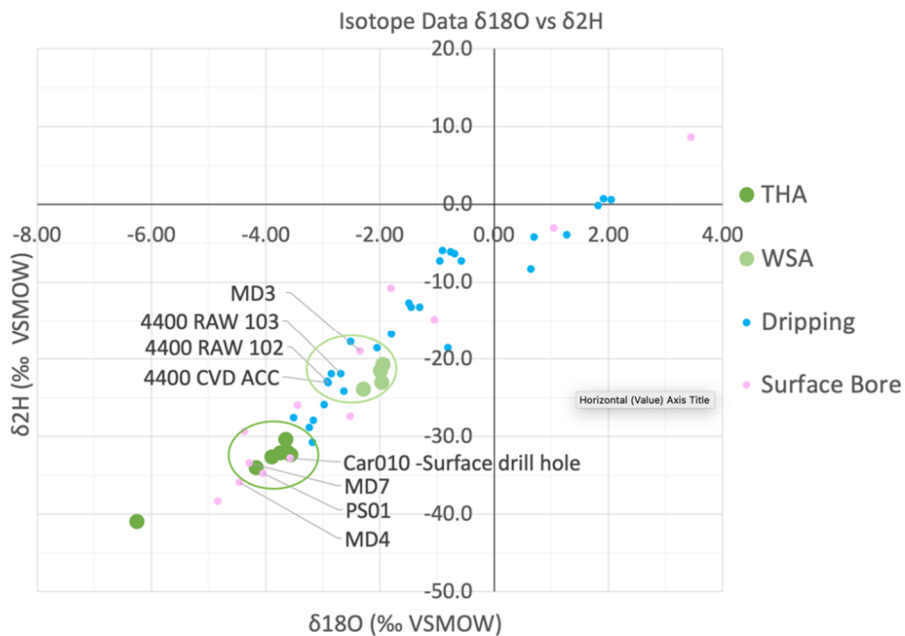 Isotope Data δ18O vs δ2H
20.0
10.0
0.0
-8.00 -6.00 -4.00 -2.00 0.00 2.00 4.00
-10.0
-20.0
-30.0
-40.0
-50.0
δ2H (‰ VSMOW)
δ18O (‰ VSMOW)
MD3
4400 RAW 103
4400 RAW 102
4400 CVD ACC
Horizontal (Value) Axis Title
Car010 -Surface drill hole
MD7
PS01
MD4
THA
WSA
Dripping
Surface Bore